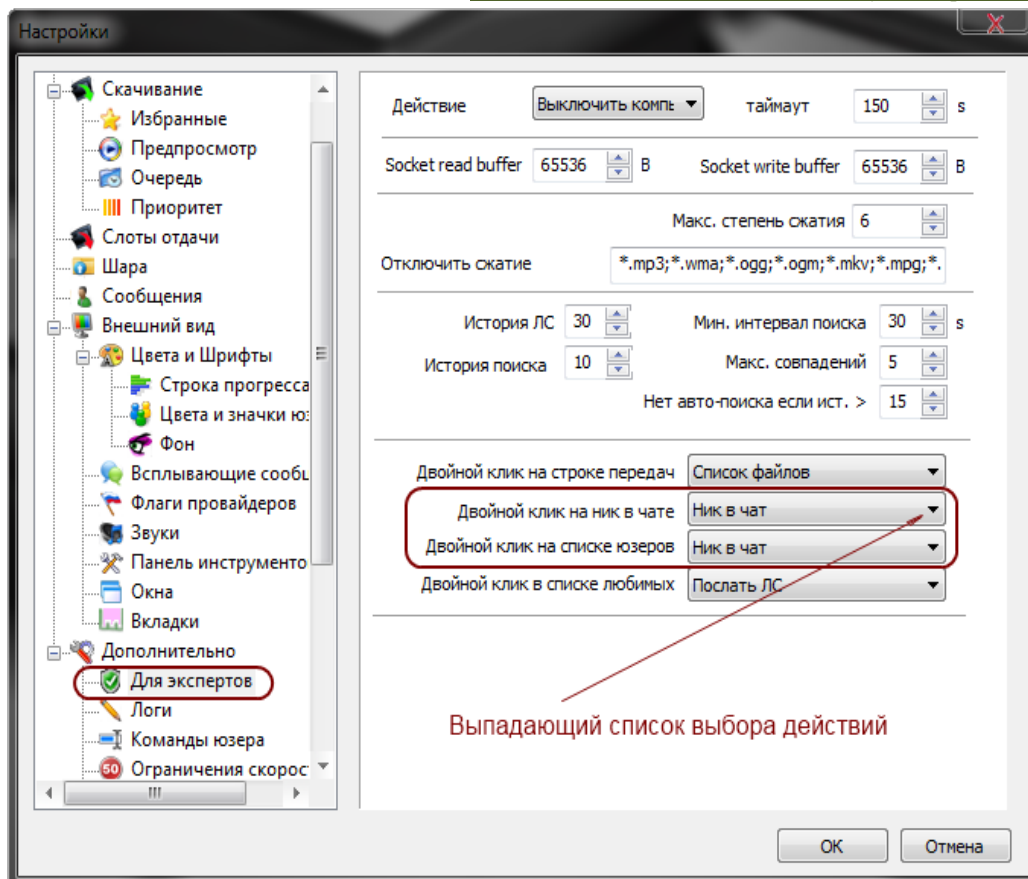 Настройки
Скачивание
Избранные
Предпросмотр
Очередь
Приоритет
Слоты отдачи
Шара
Сообщения
Внешний вид
Цвета и Шрифты
Строка прогресса
Цвета и значки юз
Фон
Всплывающие сообщ
Флаги провайдеров
Звуки
Панель инструменто
Окна
Вкладки
Дополнительно
Для экспертов
Логи
Команды юзера
50 Ограничения скорос
Действие Выключить компь таймаут 150 s
Socket read buffer 65536 B Socket write buffer 65536 B
Макс. степень сжатия 6
Отключить сжатие *.mp3;*.wma;*.ogg;*.ogm;*.mkv;*.mpg;*.
История ЛС 30 Мин. интервал поиска 30 s
История поиска 10 Макс. совпадений 5
Нет авто-поиска если ист. > 15
Двойной клик на строке передач Список файлов
Двойной клик на ник в чате Ник в чат
Двойной клик на списке юзеров Ник в чат
Двойной клик в списке любимых Послать ЛС
Выпадающий список выбора действий
OK Отмена